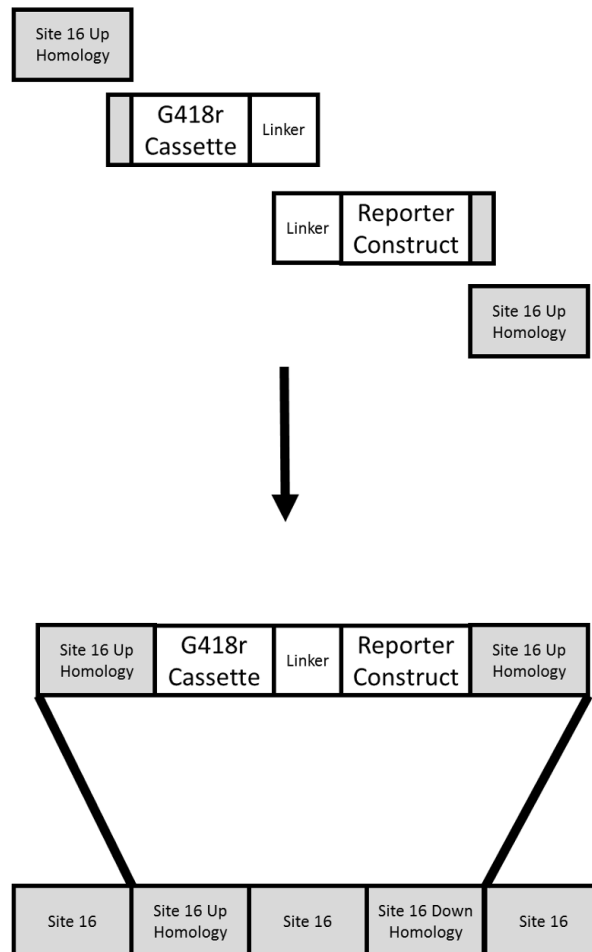 Site 16 Up
Homology
G418r
Cassette
Linker
Linker
Reporter
Construct
Site 16 Up
Homology
Site 16 Up
Homology
G418r
Cassette
Linker
Reporter
Construct
Site 16 Up
Homology
Site 16
Site 16 Up
Homology
Site 16
Site 16 Down
Homology
Site 16